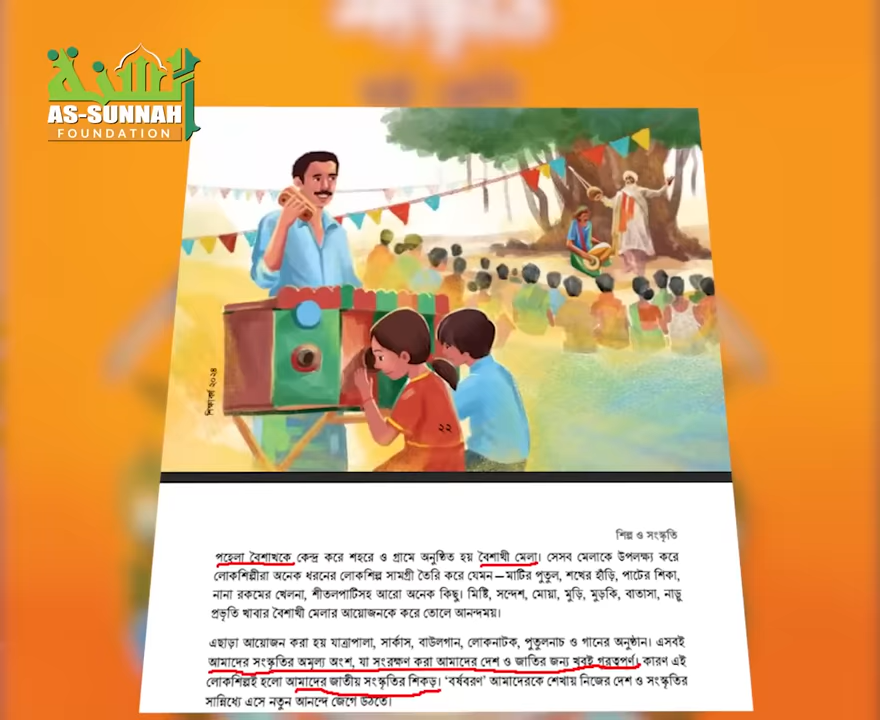 السنة
AS-SUNNAH
FOUNDATION
শিক্ষাবর্ষ ২০২৪
২২
শিল্প ও সংস্কৃতি
পহেলা বৈশাখকে কেন্দ্র করে শহরে ও গ্রামে অনুষ্ঠিত হয় বৈশাখী মেলা। সেসব মেলাকে উপলক্ষ্য করে
লোকশিল্পীরা অনেক ধরনের লোকশিল্প সামগ্রী তৈরি করে যেমন—মাটির পুতুল, শখের হাঁড়ি, পাটের শিকা,
নানা রকমের খেলনা, শীতলপাটিসহ আরো অনেক কিছু। মিষ্টি, সন্দেশ, মোয়া, মুড়ি, মুড়কি, বাতাসা, নাড়ু
প্রভৃতি খাবার বৈশাখী মেলার আয়োজনকে করে তোলে আনন্দময়।
এছাড়া আয়োজন করা হয় যাত্রাপালা, সার্কাস, বাউলগান, লোকনাটক, পুতুলনাচ ও গানের অনুষ্ঠান। এসবই
আমাদের সংস্কৃতির অমূল্য অংশ, যা সংরক্ষণ করা আমাদের দেশ ও জাতির জন্য খুবই গুরুত্বপূর্ণ। কারণ এই
লোকশিল্পই হলো আমাদের জাতীয় সংস্কৃতির শিকড়। ‘বর্ষবরণ’ আমাদেরকে শেখায় নিজের দেশ ও সংস্কৃতির
সান্নিধ্যে এসে নতুন আনন্দে জেগে উঠতে।